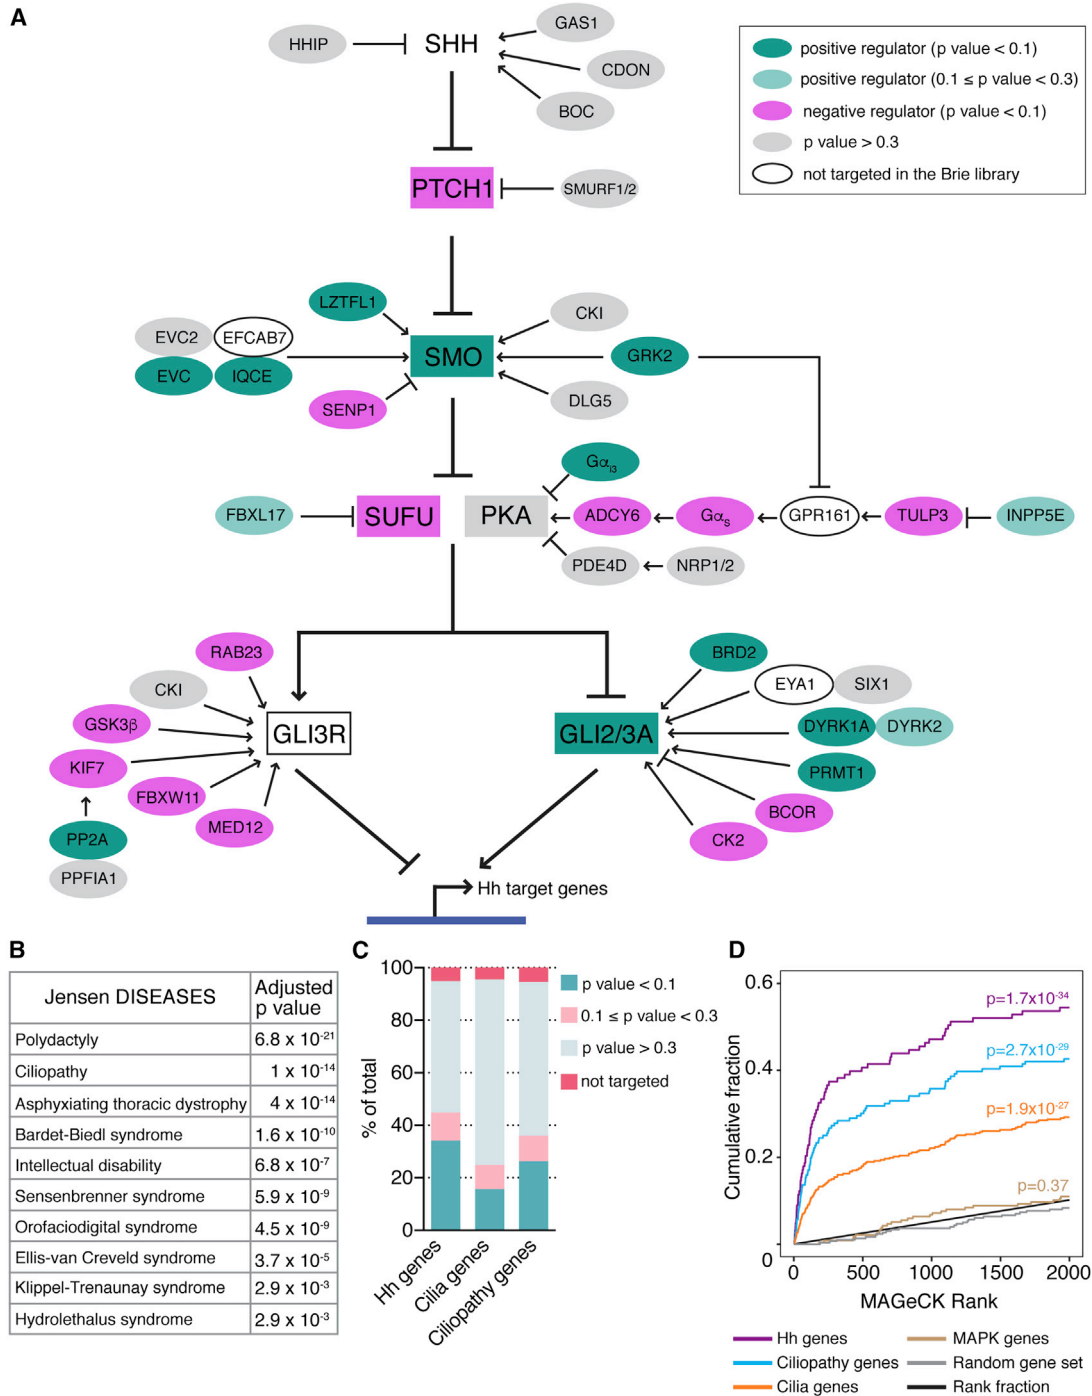 A
HHIP
SHH
GAS1
CDON
BOC
positive regulator (p value < 0.1)
positive regulator (0.1 ≤ p value < 0.3)
negative regulator (p value < 0.1)
p value > 0.3
not targeted in the Brie library
PTCH1
SMURF1/2
LZTFL1
CKI
EVC2
EFCAB7
SMO
GRK2
EVC
IQCE
SENP1
DLG5
Gαi3
FBXL17
SUFU
PKA
ADCY6
Gαs
GPR161
TULP3
INPP5E
PDE4D
NRP1/2
RAB23
BRD2
CKI
EYA1
SIX1
GSK3β
GLI3R
GLI2/3A
DYRK1A
DYRK2
KIF7
PRMT1
FBXW11
BCOR
MED12
CK2
PP2A
PPFIA1
Hh target genes
B
Jensen DISEASES
Adjusted
p value
Polydactyly 6.8 x 10-21
Ciliopathy 1 x 10-14
Asphyxiating thoracic dystrophy 4 x 10-14
Bardet-Biedl syndrome 1.6 x 10-10
Intellectual disability 6.8 x 10-7
Sensenbrenner syndrome 5.9 x 10-9
Orofaciodigital syndrome 4.5 x 10-9
Ellis-van Creveld syndrome 3.7 x 10-5
Klippel-Trenaunay syndrome 2.9 x 10-3
Hydrolethalus syndrome 2.9 x 10-3
C
% of total
100
80
60
40
20
0
Hh genes
Cilia genes
Ciliopathy genes
p value < 0.1
0.1 ≤ p value < 0.3
p value > 0.3
not targeted
D
Cumulative fraction
0.6
0.4
0.2
0
p=1.7x10-34
p=2.7x10-29
p=1.9x10-27
p=0.37
0
500
1000
1500
2000
MAGeCK Rank
Hh genes
Ciliopathy genes
Cilia genes
MAPK genes
Random gene set
Rank fraction